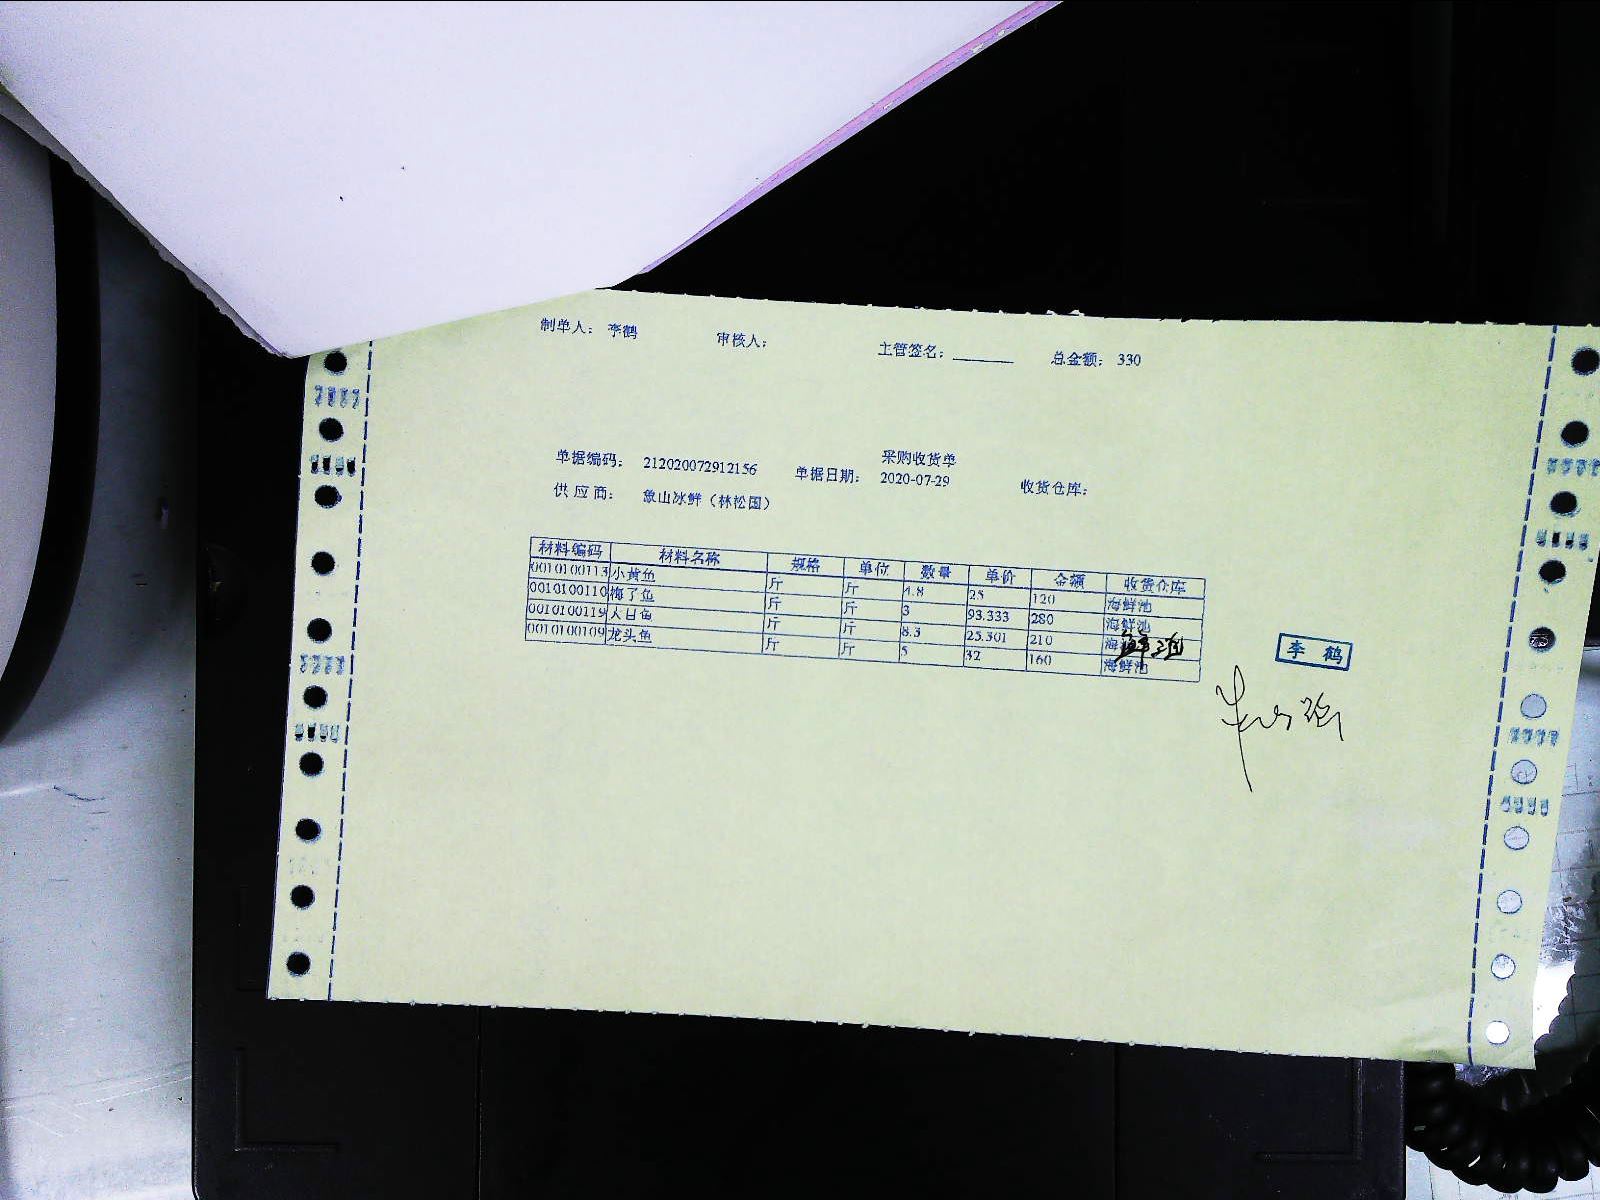 制单人: 李鹤 审核人: 主管签名: 总金额: 330
采购收货单
单据编码: 212020072912156 单据日期: 2020-07-29 收货仓库:
供应商: 象山冰鲜（林松国）
材料编码 材料名称 规格 单位 数量 单价 金额 收货仓库
0010100113 小黄鱼 斤 斤 4.8 25 120 海鲜池
0010100110 梅子鱼 斤 斤 3 93.333 280 海鲜池
0010100119 大目鱼 斤 斤 8.3 25.301 210 海
0010100109 龙头鱼 斤 斤 5 32 160 海鲜池
李鹤